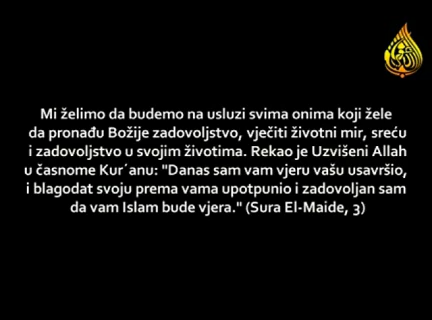 Mi želimo da budemo na usluzi svima onima koji žele
da pronađu Božije zadovoljstvo, vječiti životni mir, sreću
i zadovoljstvo u svojim životima. Rekao je Uzvišeni Allah
u časnome Kur´anu: "Danas sam vam vjeru vašu usavršio,
i blagodat svoju prema vama upotpunio i zadovoljan sam
da vam Islam bude vjera." (Sura El-Maide, 3)